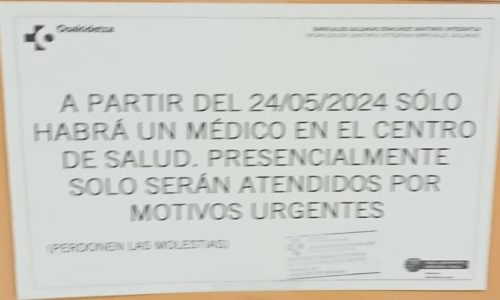 Osakidetza
A PARTIR DEL 24/05/2024 SÓLO
HABRÁ UN MÉDICO EN EL CENTRO
DE SALUD. PRESENCIALMENTE
SOLO SERÁN ATENDIDOS POR
MOTIVOS URGENTES
(PERDONEN LAS MOLESTIAS)